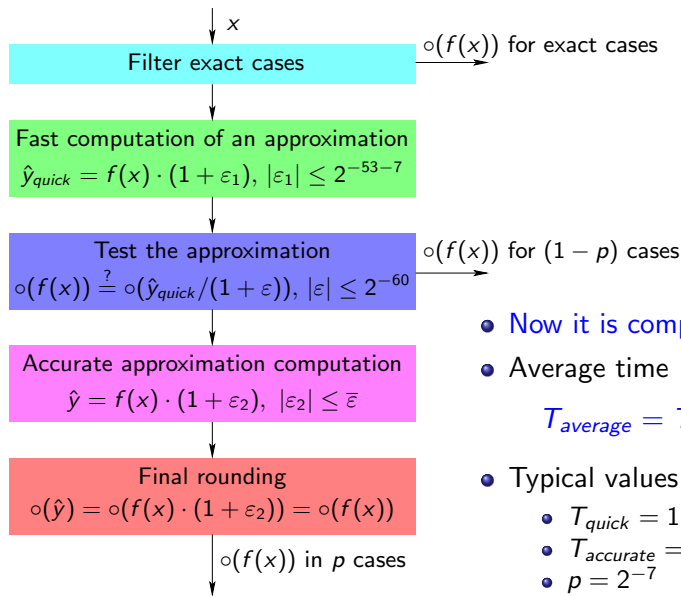 x
Filter exact cases
∘(f(x)) for exact cases
Fast computation of an approximation
ŷ_quick = f(x) · (1 + ε₁), |ε₁| ≤ 2^{−53−7}
Test the approximation
∘(f(x)) ≟ ∘(ŷ_quick/(1 + ε)), |ε| ≤ 2^{−60}
∘(f(x)) for (1 − p) cases
Accurate approximation computation
ŷ = f(x) · (1 + ε₂), |ε₂| ≤ ε̅
Final rounding
∘(ŷ) = ∘(f(x) · (1 + ε₂)) = ∘(f(x))
∘(f(x)) in p cases
• Now it is comp
• Average time
T_average =
• Typical values
• T_quick = 1
• T_accurate =
• p = 2^{−7}